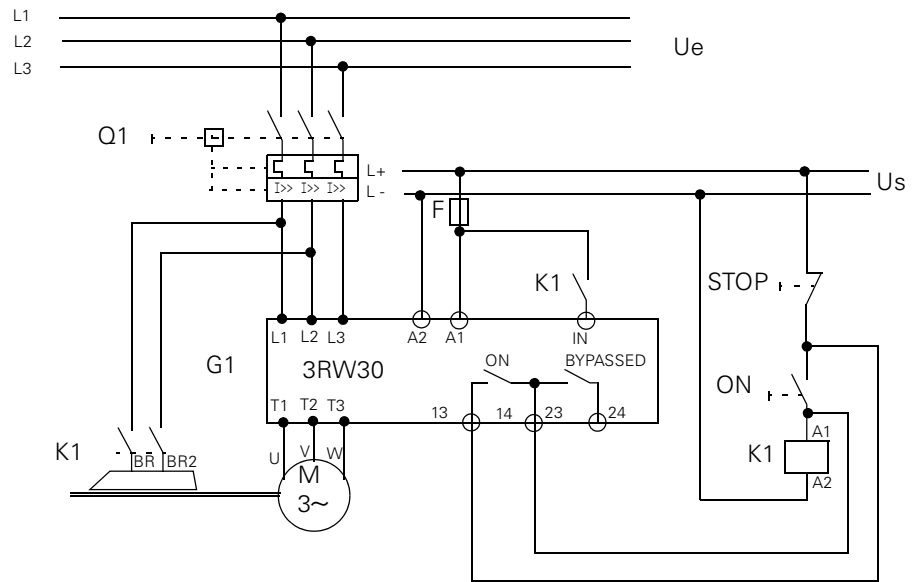 L1
L2
Ue
L3
Q1
L+
I>> I>> I>>
L -
Us
F
K1
STOP
L1 L2 L3
A2 A1
IN
G1
3RW30
ON
BYPASSED
T1 T2 T3
13 14 23 24
ON
K1
BR BR2
U V W
M
3~
K1
A1
A2